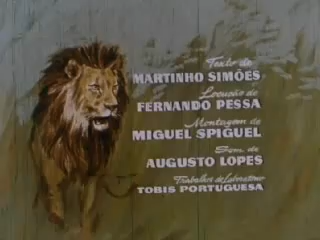 Texto de
MARTINHO SIMÕES
Locução de
FERNANDO PESSA
Montagem de
MIGUEL SPIGUEL
Som de
AUGUSTO LOPES
Trabalhos de Laboratório
TOBIS PORTUGUESA